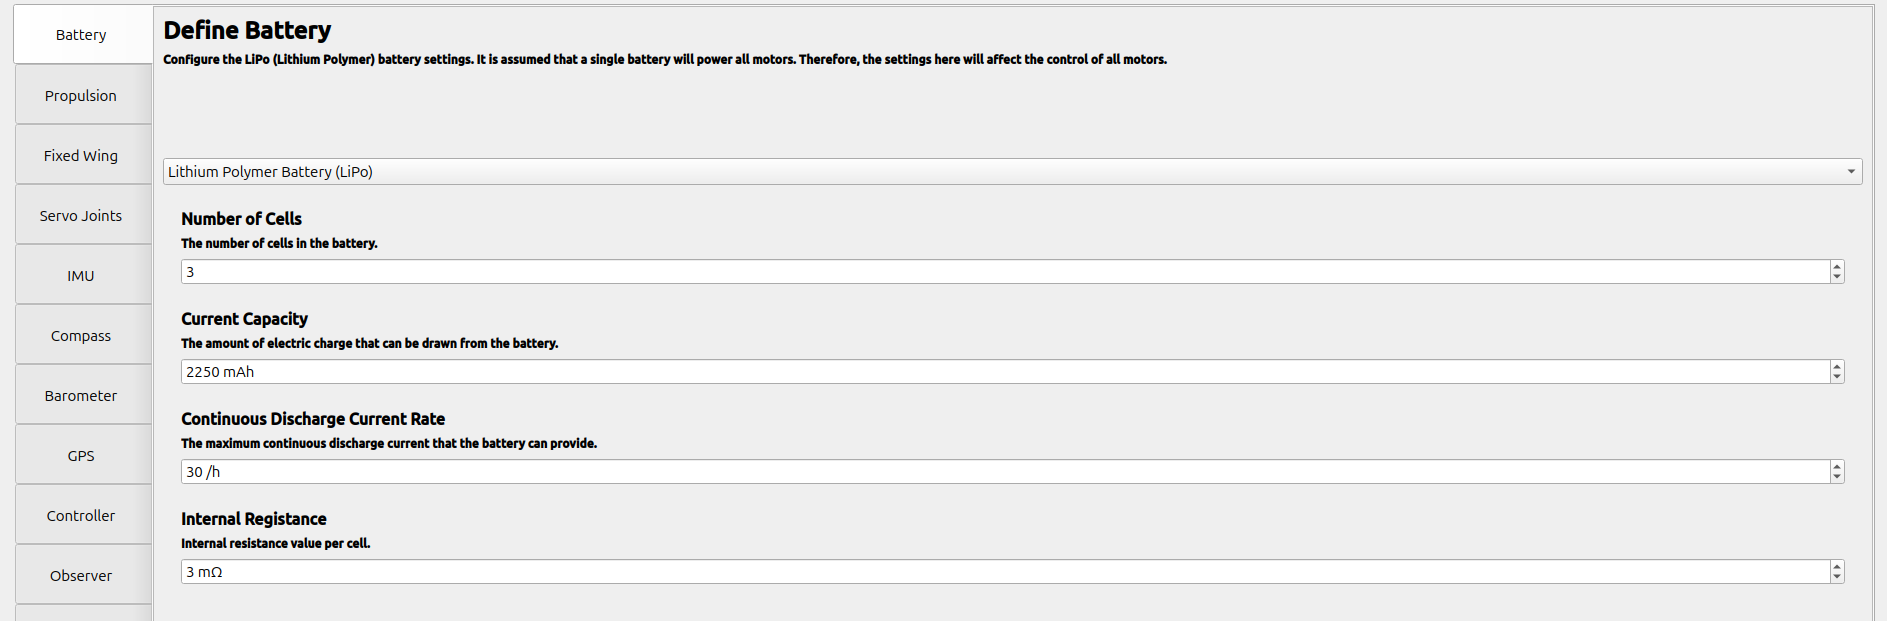 Battery
Propulsion
Fixed Wing
Servo Joints
IMU
Compass
Barometer
GPS
Controller
Observer
Define Battery
Configure the LiPo (Lithium Polymer) battery settings. It is assumed that a single battery will power all motors. Therefore, the settings here will affect the control of all motors.
Lithium Polymer Battery (LiPo)
Number of Cells
The number of cells in the battery.
3
Current Capacity
The amount of electric charge that can be drawn from the battery.
2250 mAh
Continuous Discharge Current Rate
The maximum continuous discharge current that the battery can provide.
30 /h
Internal Registance
Internal resistance value per cell.
3 mΩ